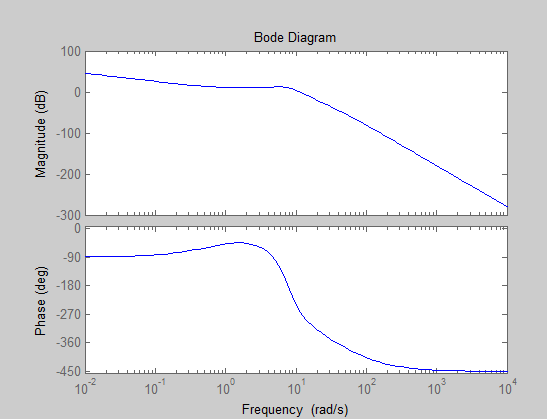 Bode Diagram
Magnitude (dB)
100
0
-100
-200
-300
Phase (deg)
0
-90
-180
-270
-360
-450
10^-2 10^-1 10^0 10^1 10^2 10^3 10^4
Frequency (rad/s)